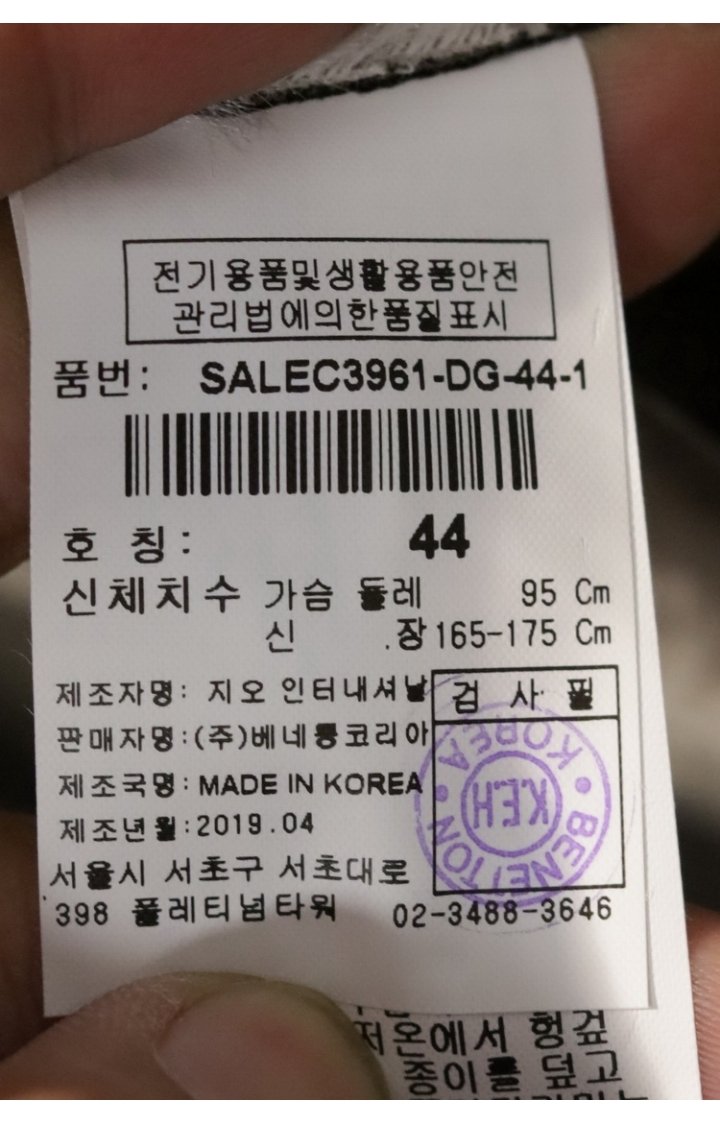 전기용품및생활용품안전
관리법에의한품질표시
품번: SALEC3961-DG-44-1
호 칭: 44
신체치수 가슴 둘레 95 Cm
신 .장 165-175 Cm
제조자명: 지오 인터내셔날
검 사 필
판매자명:(주)베네통코리아
제조국명: MADE IN KOREA
제조년월:2019.04
BENETTON KOREA
K.E.H
서울시 서초구 서초대로
398 플레티넘타워 02-3488-3646
저온에서 헝겊
종이를 덮고